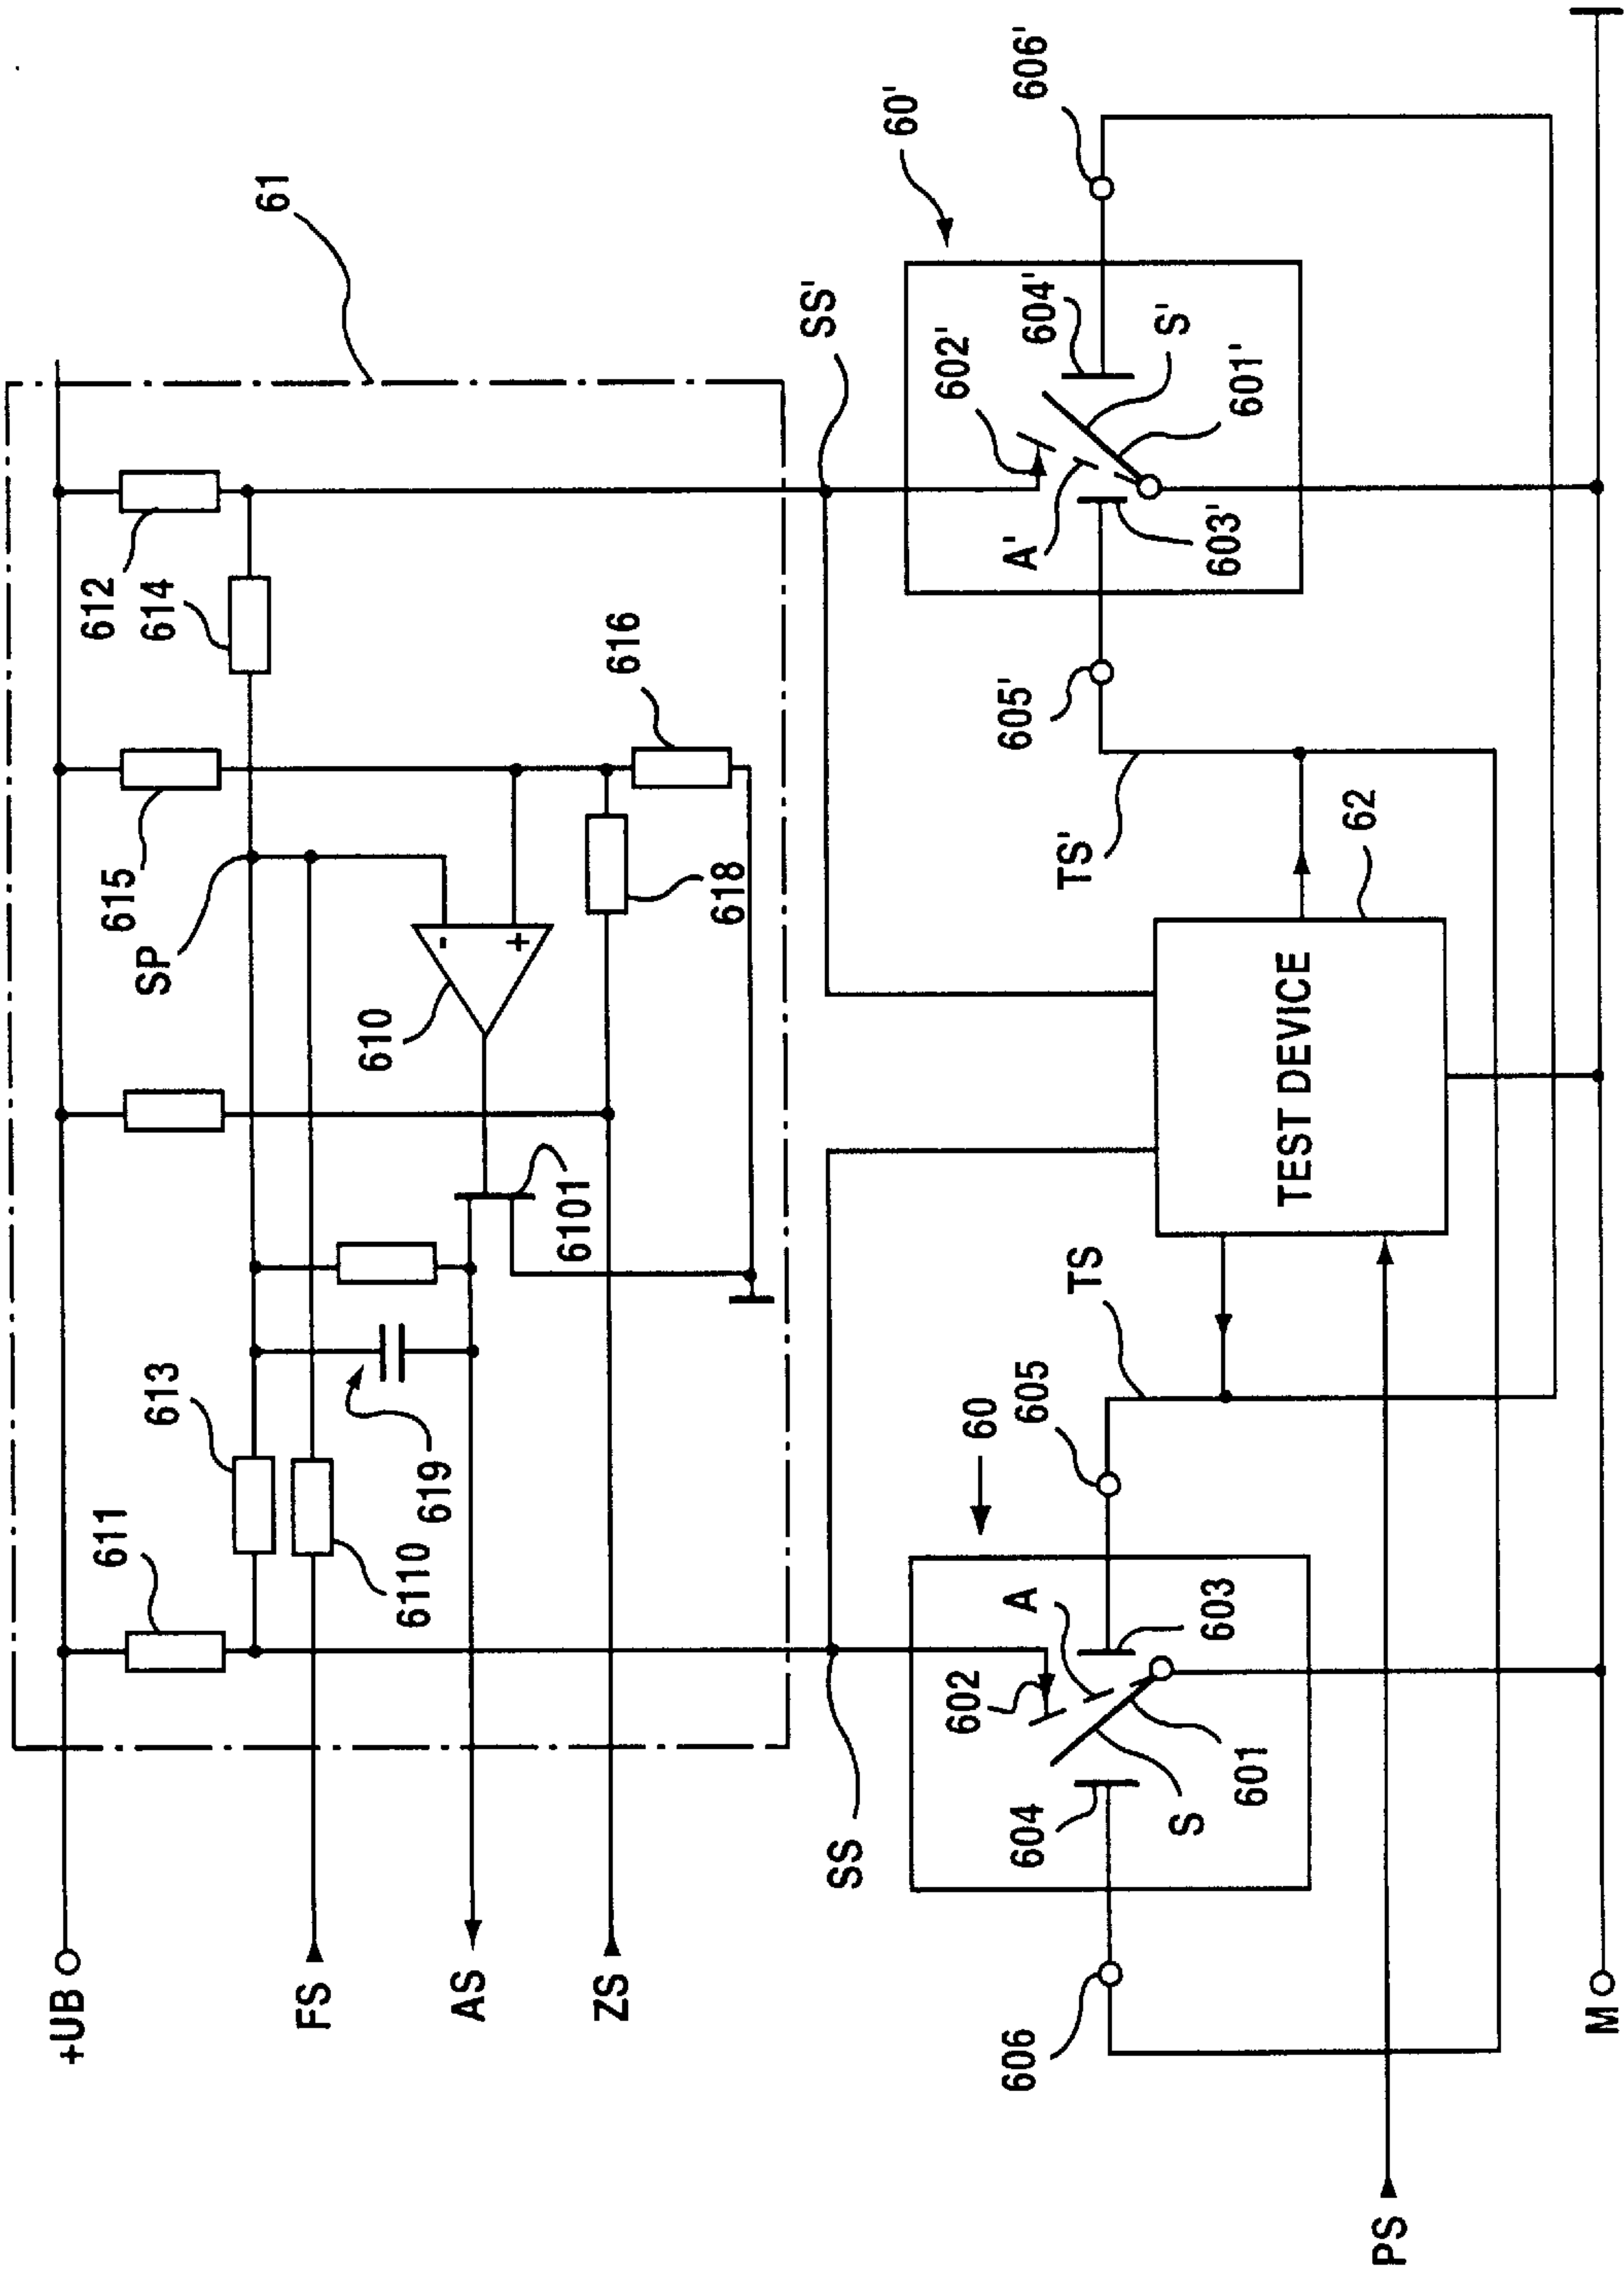 61
612
614
616
615
SP
618
610
6101
613
619
611
6110
+UB
FS
AS
ZS
SS'
60'
606'
602'
604'
S'
A'
601'
603'
605'
TS'
62
TEST DEVICE
TS
60
605
A
602
603
601
604
S
SS
606
M
PS